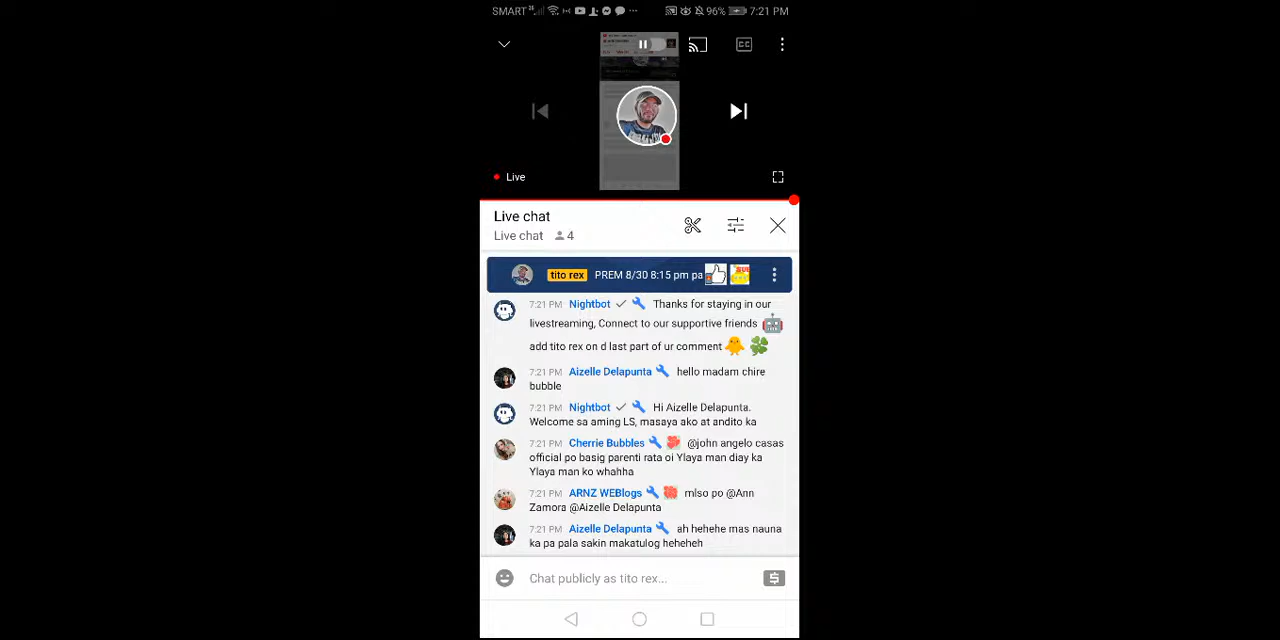 SMART 96% 7:21 PM
CC
Live
Live chat
Live chat 4
tito rex PREM 8/30 8:15 pm pa
7:21 PM Nightbot Thanks for staying in our
livestreaming, Connect to our supportive friends
add tito rex on d last part of ur comment
7:21 PM Aizelle Delapunta hello madam chire
bubble
7:21 PM Nightbot Hi Aizelle Delapunta.
Welcome sa aming LS, masaya ako at andito ka
7:21 PM Cherrie Bubbles @john angelo casas
official po basig parenti rata oi Ylaya man diay ka
Ylaya man ko whahha
7:21 PM ARNZ WEBlogs mlso po @Ann
Zamora @Aizelle Delapunta
7:21 PM Aizelle Delapunta ah hehehe mas nauna
ka pa pala sakin makatulog heheheh
Chat publicly as tito rex...
$